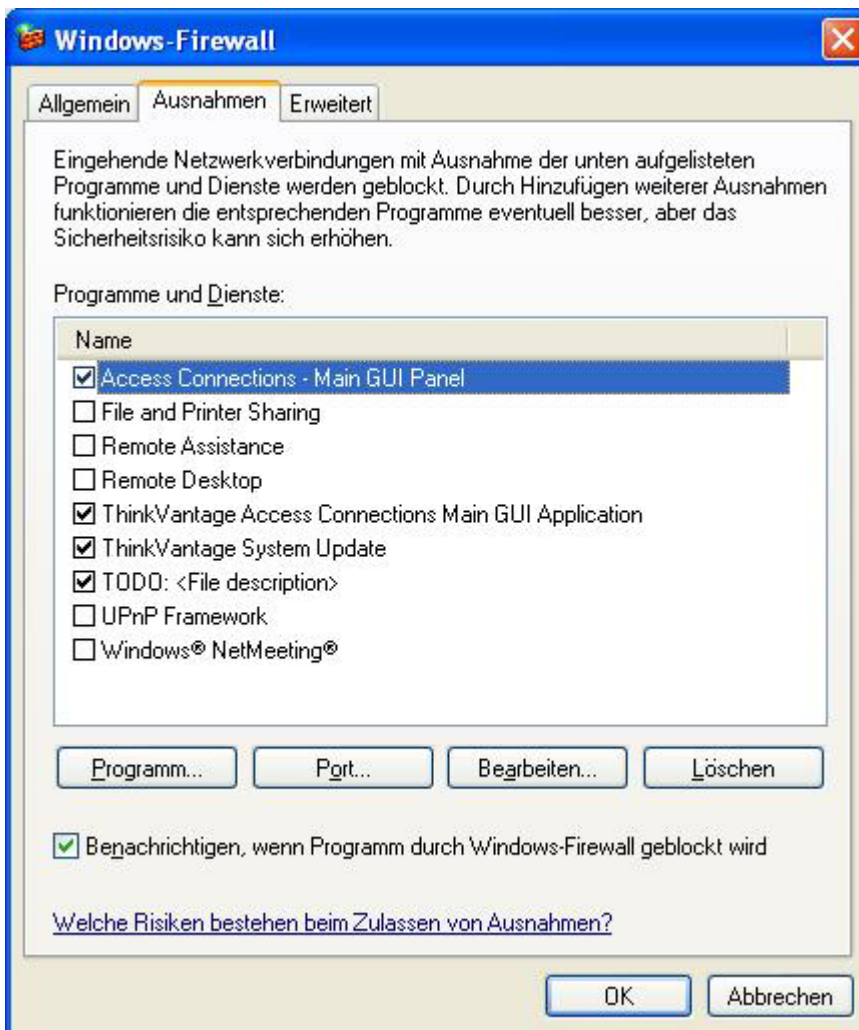 Windows-Firewall
Allgemein Ausnahmen Erweitert
Eingehende Netzwerkverbindungen mit Ausnahme der unten aufgelisteten
Programme und Dienste werden geblockt. Durch Hinzufügen weiterer Ausnahmen
funktionieren die entsprechenden Programme eventuell besser, aber das
Sicherheitsrisiko kann sich erhöhen.
Programme und Dienste:
Name
Access Connections - Main GUI Panel
File and Printer Sharing
Remote Assistance
Remote Desktop
ThinkVantage Access Connections Main GUI Application
ThinkVantage System Update
TODO: <File description>
UPnP Framework
Windows® NetMeeting®
Programm... Port... Bearbeiten... Löschen
Benachrichtigen, wenn Programm durch Windows-Firewall geblockt wird
Welche Risiken bestehen beim Zulassen von Ausnahmen?
OK Abbrechen